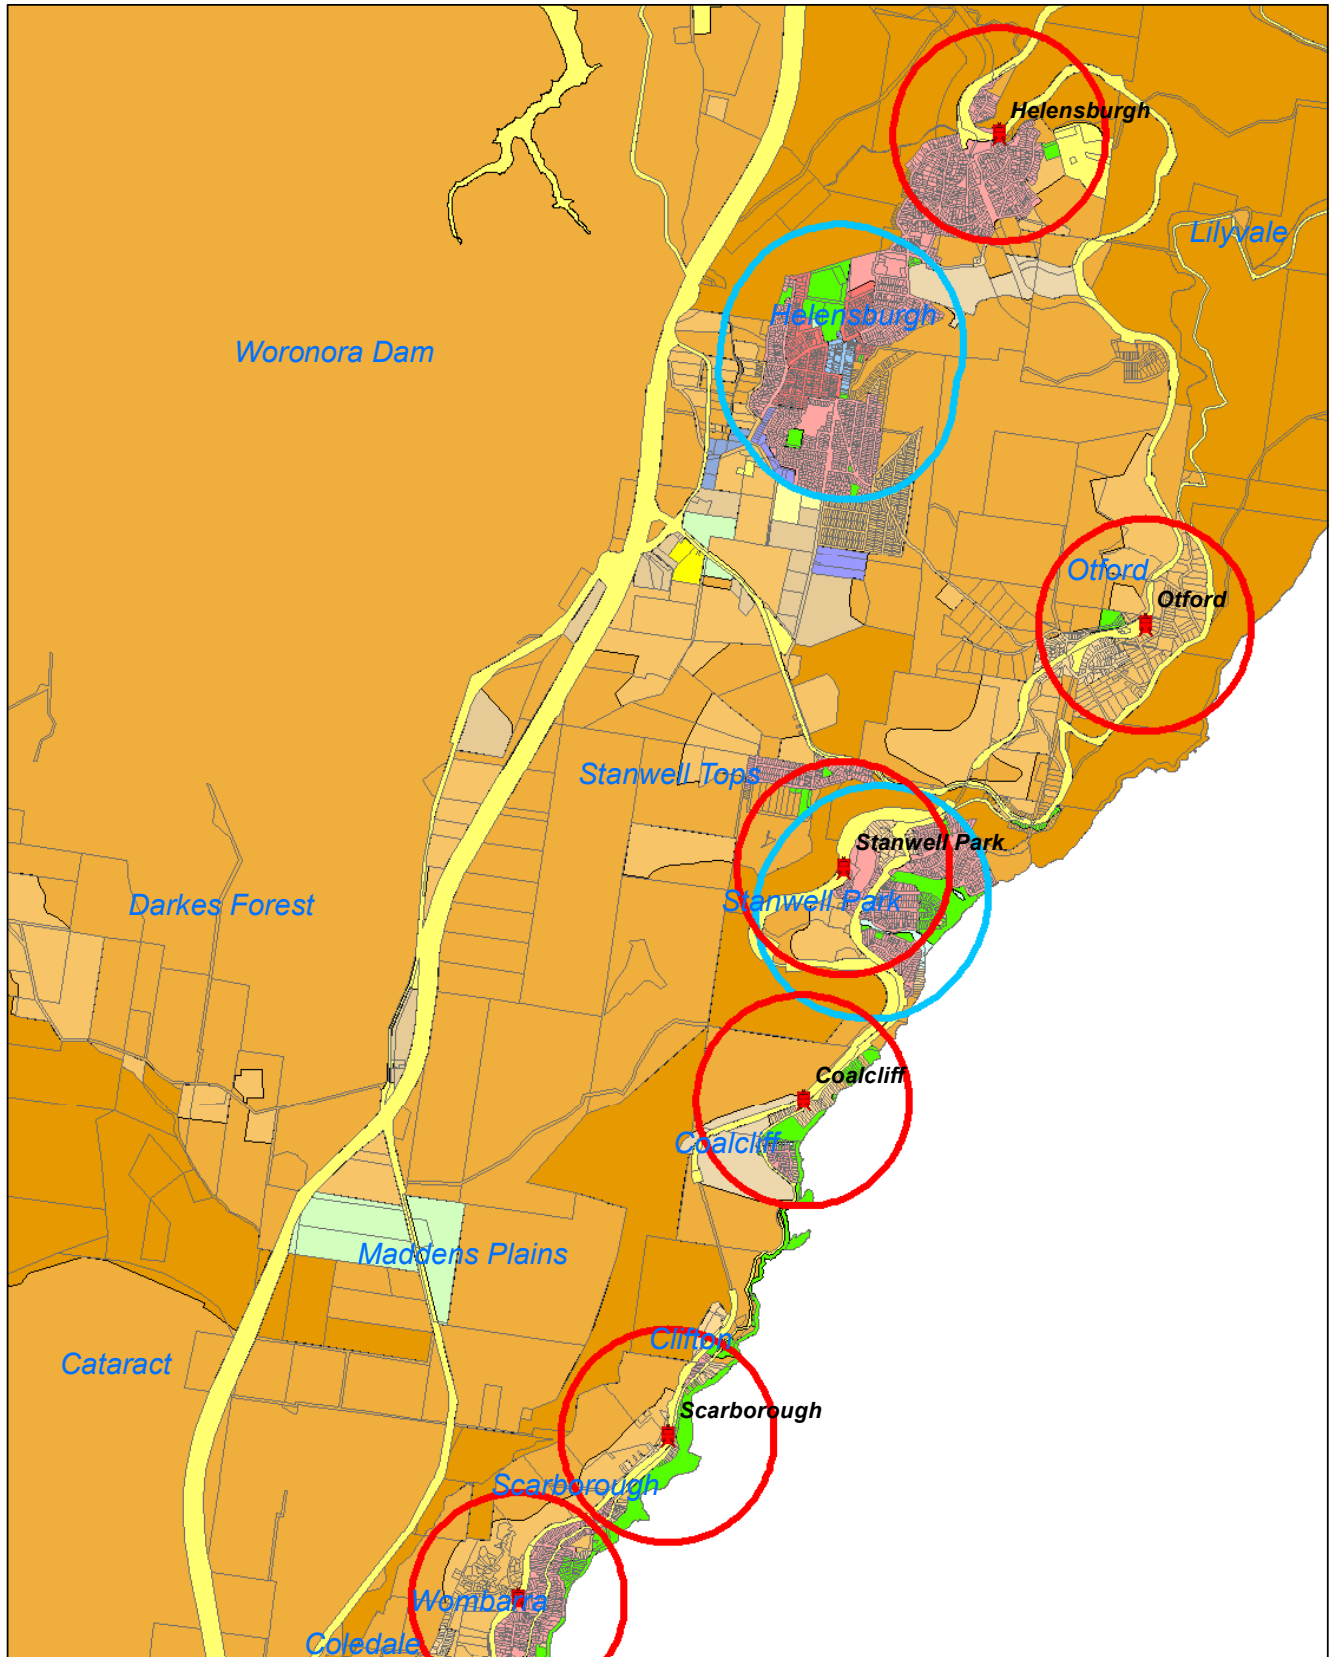 Helensburgh
Lilyvale
Helensburgh
Woronora Dam
Otford
Otford
Stanwell Tops
Stanwell Park
Stanwell Park
Darkes Forest
Coalcliff
Coalcliff
Maddens Plains
Clifton
Cataract
Scarborough
Scarborough
Wombarra
Coledale